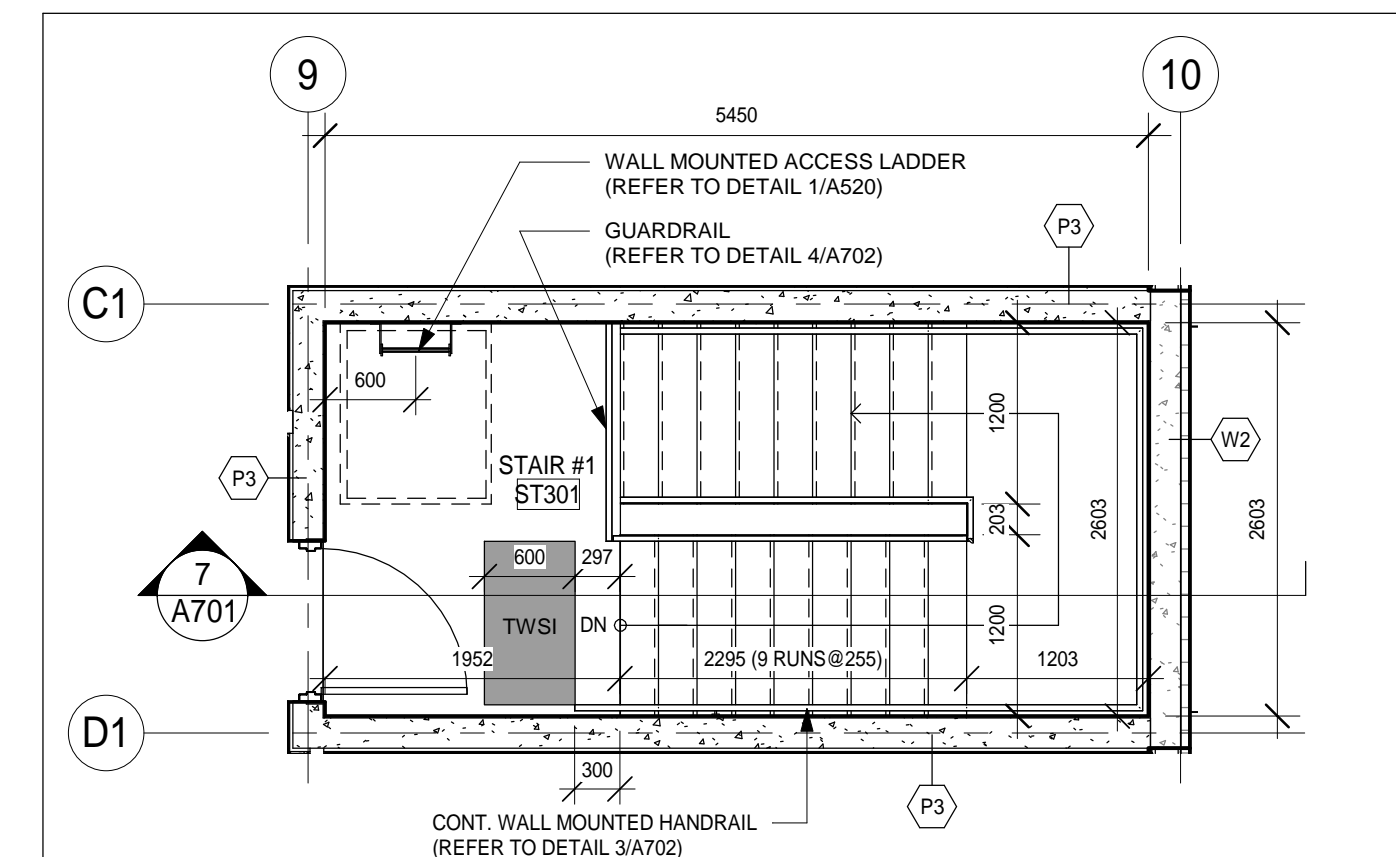 9
10
5450
WALL MOUNTED ACCESS LADDER
(REFER TO DETAIL 1/A520)
GUARDRAIL
(REFER TO DETAIL 4/A702)
P3
C1
600
1200
STAIR #1
ST301
P3
W2
203
2603
2603
7
A701
600
297
TWSI
DN
1200
1952
2295 (9 RUNS@255)
1203
D1
300
P3
CONT. WALL MOUNTED HANDRAIL
(REFER TO DETAIL 3/A702)